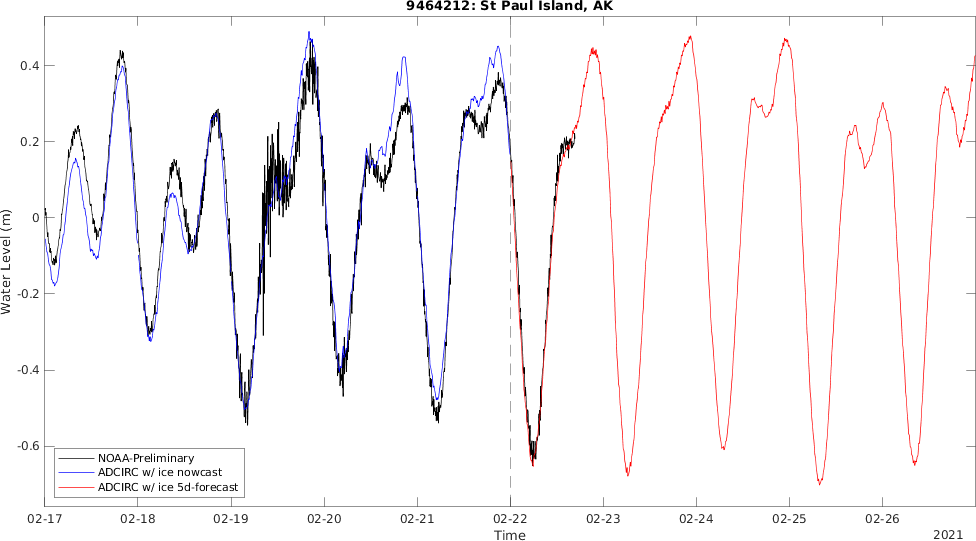 9464212: St Paul Island, AK
Water Level (m)
0.4
0.2
0
-0.2
-0.4
-0.6
NOAA-Preliminary
ADCIRC w/ ice nowcast
ADCIRC w/ ice 5d-forecast
02-17 02-18 02-19 02-20 02-21 02-22 02-23 02-24 02-25 02-26
Time
2021